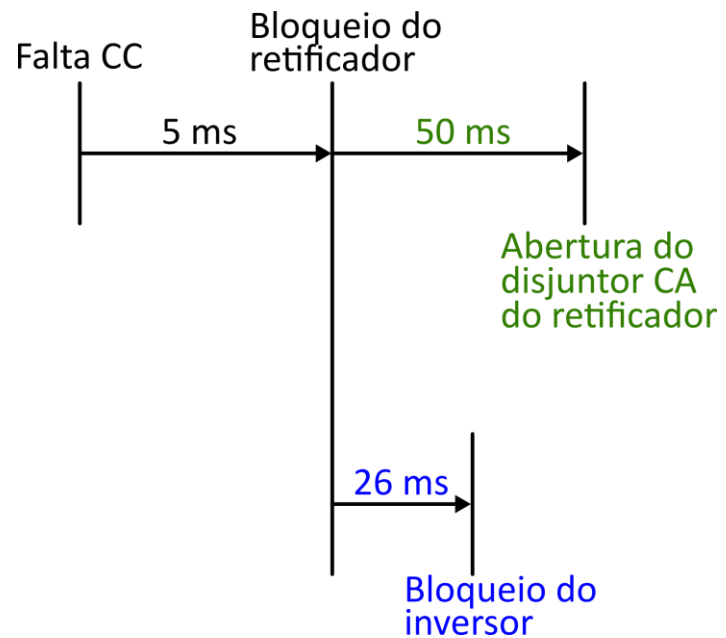 Falta CC
Bloqueio do
retificador
5 ms
50 ms
Abertura do
disjuntor CA
do retificador
26 ms
Bloqueio do
inversor